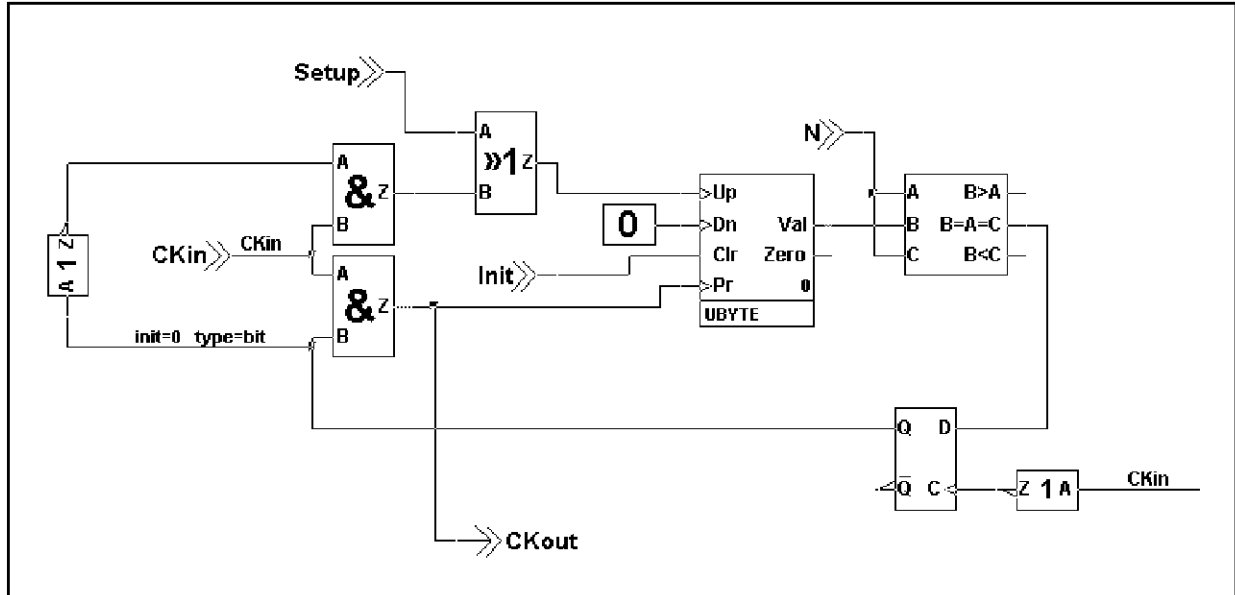 Setup
A
»1 Z
B
N
A
& Z
B
A B>A
B B=A=C
C B<C
Up
0
Dn Val
Clr Zero
Pr 0
UBYTE
CKin CKin
A 1 Z
Init
A
& Z
B
init=0 type=bit
Q D
Q̅ C
Z 1 A
CKin
CKout